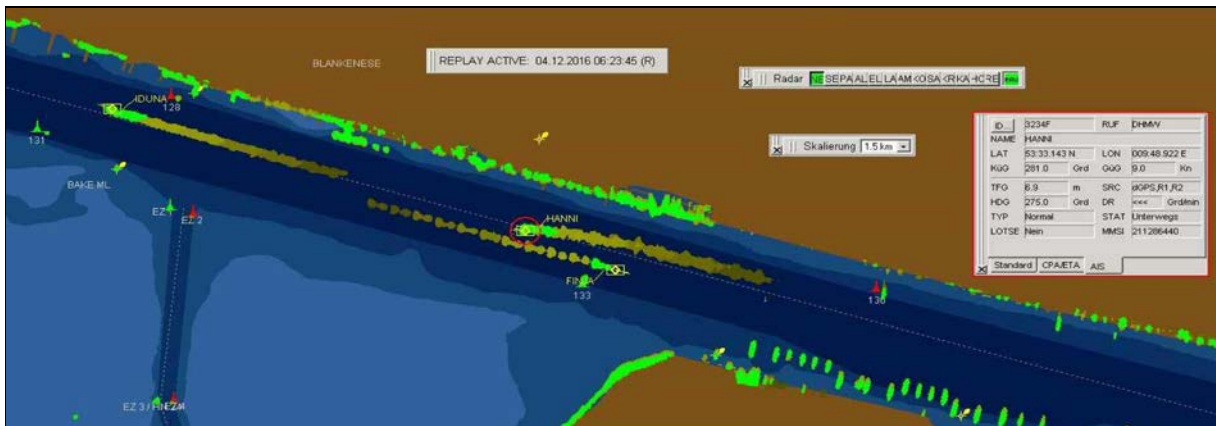 BLANKENESE
REPLAY ACTIVE: 04.12.2016 06:23:45 (R)
Radar
Skalierung 1.5 km
IDUNA
128
131
BAKE ML
EZ 2
HANNI
FINJA
133
130
EZ 3 /
ID... 3234F RUF DHMW
NAME HANNI
LAT 53:33.143 N LON 009:48.922 E
KüG 281.0 Grd GüG 9.0 Kn
TFG 6.9 m SRC dGPS,R1,R2
HDG 275.0 Grd DR <<< Grd/min
TYP Normal STAT Unterwegs
LOTSE Nein MMSI 211286440
Standard CPA/ETA AIS